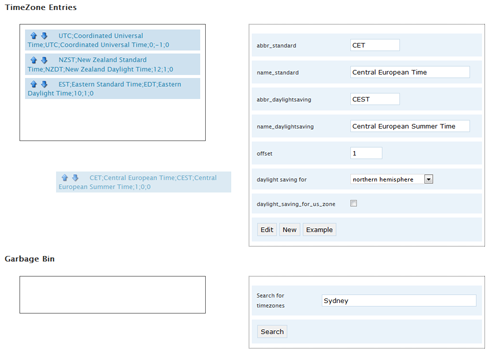 TimeZone Entries
UTC;Coordinated Universal
Time;UTC;Coordinated Universal Time;0;-1;0
NZST;New Zealand Standard
Time;NZDT;New Zealand Daylight Time;12;1;0
EST;Eastern Standard Time;EDT;Eastern
Daylight Time;10;1;0
CET;Central European Time;CEST;Central
European Summer Time;1;0;0
abbr_standard CET
name_standard Central European Time
abbr_daylightsaving CEST
name_daylightsaving Central European Summer Time
offset 1
daylight saving for northern hemisphere
daylight_saving_for_us_zone
Edit New Example
Garbage Bin
Search for
timezones
Sydney
Search